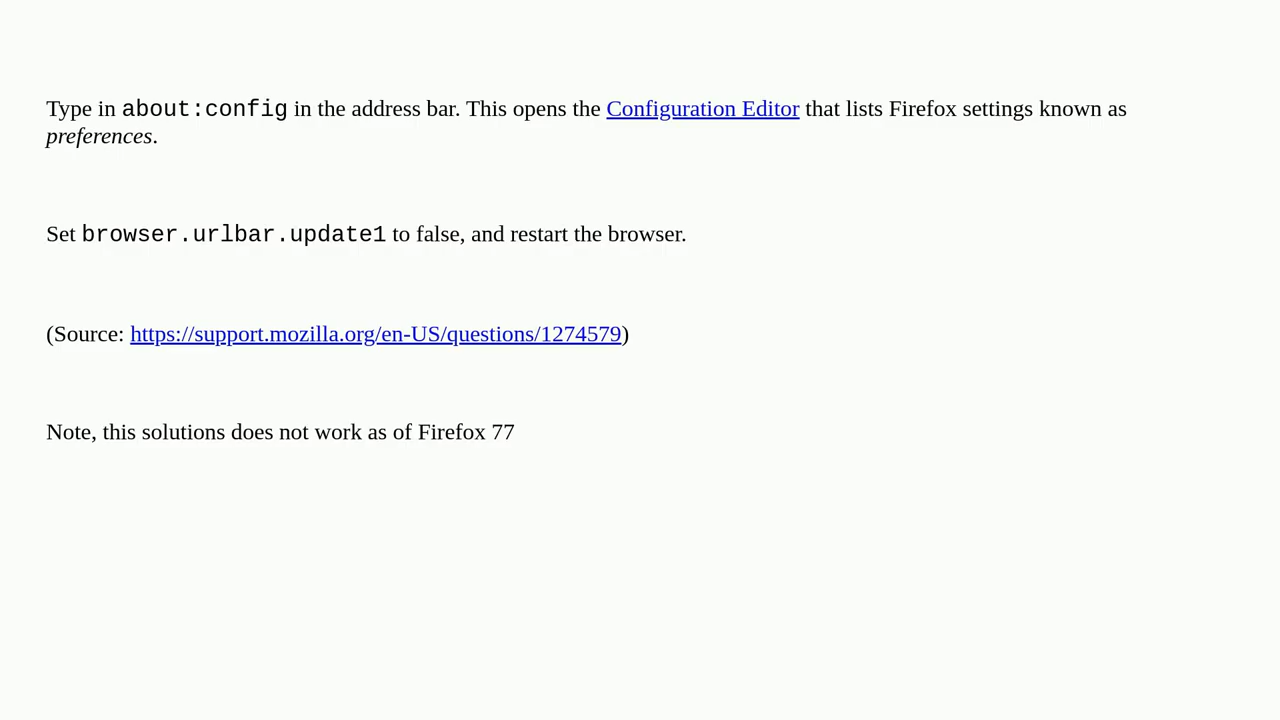 Type in about:config in the address bar. This opens the Configuration Editor that lists Firefox settings known as
preferences.
Set browser.urlbar.update1 to false, and restart the browser.
(Source: https://support.mozilla.org/en-US/questions/1274579)
Note, this solutions does not work as of Firefox 77